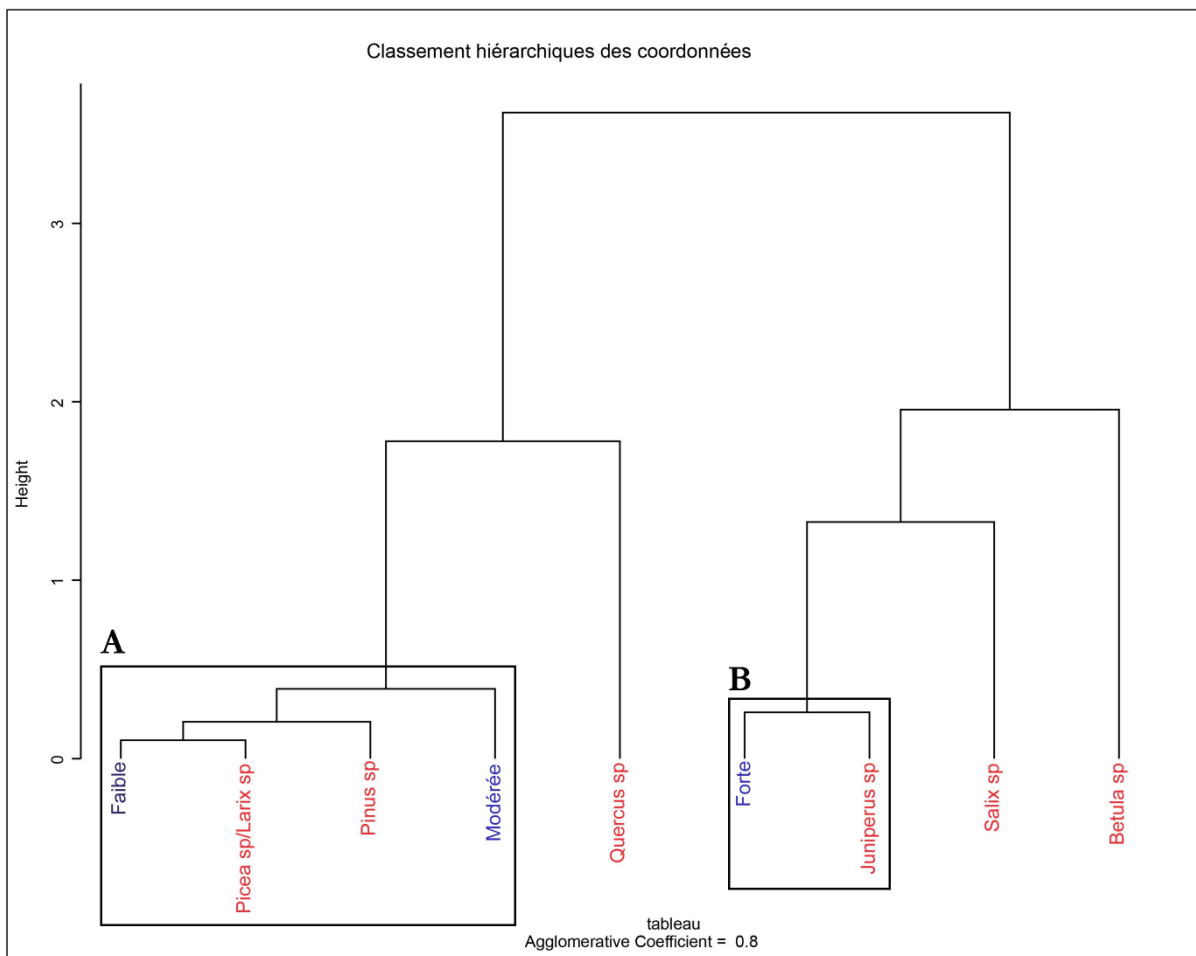 Classement hiérarchiques des coordonnées
3
2
1
0
Height
A
B
Faible
Picea sp/Larix sp
Pinus sp
Modérée
Quercus sp
Forte
Juniperus sp
Salix sp
Betula sp
tableau
Agglomerative Coefficient = 0.8